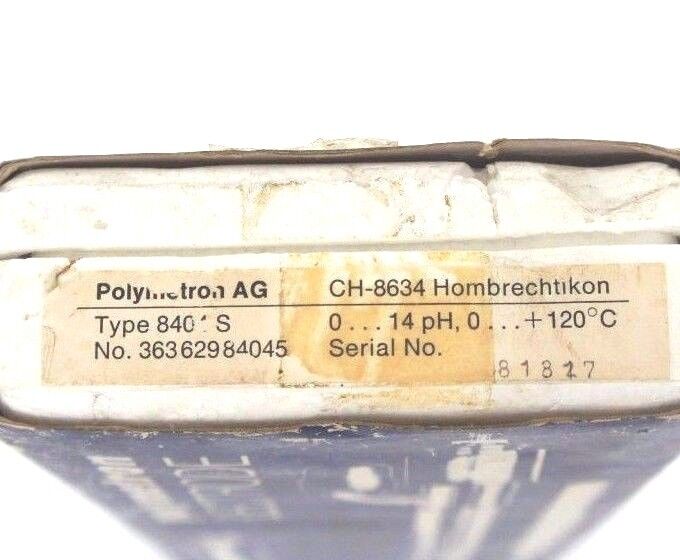 Polymetron AG CH-8634 Hombrechtikon
Type 8401 S 0...14 pH, 0...+120°C
No. 36362984045 Serial No. 81817